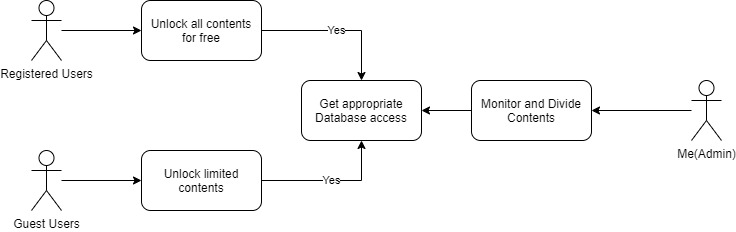 Unlock all contents
for free
Yes
Registered Users
Get appropriate
Database access
Monitor and Divide
Contents
Me(Admin)
Unlock limited
contents
Yes
Guest Users